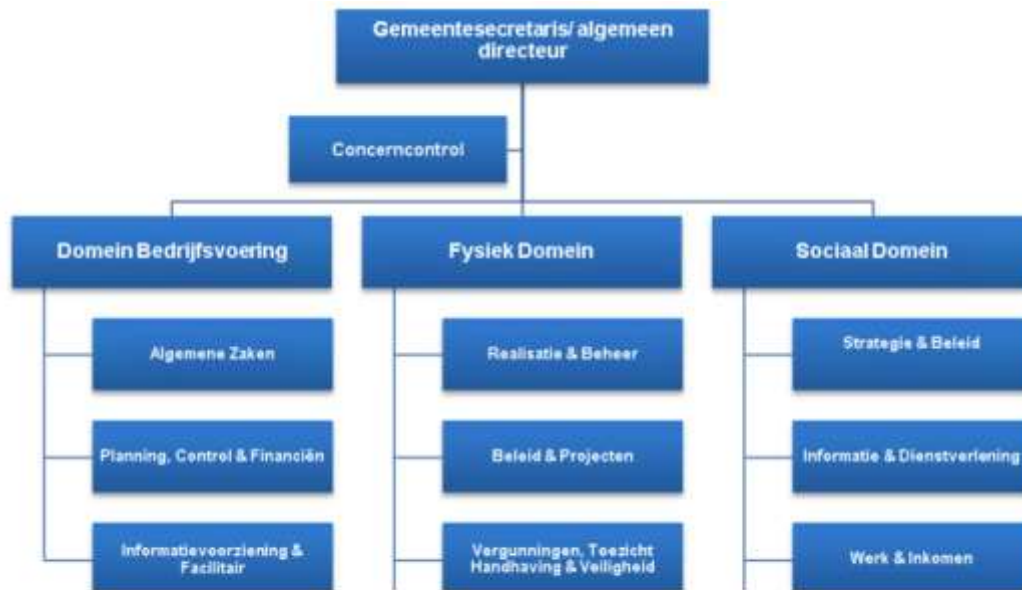 Gemeentesecretaris/ algemeen
directeur
Concerncontrol
Domein Bedrijfsvoering
Fysiek Domein
Sociaal Domein
Algemene Zaken
Realisatie & Beheer
Strategie & Beleid
Planning, Control & Financiën
Beleid & Projecten
Informatie & Dienstverlening
Informatievoorziening &
Facilitair
Vergunningen, Toezicht
Handhaving & Veiligheid
Werk & Inkomen